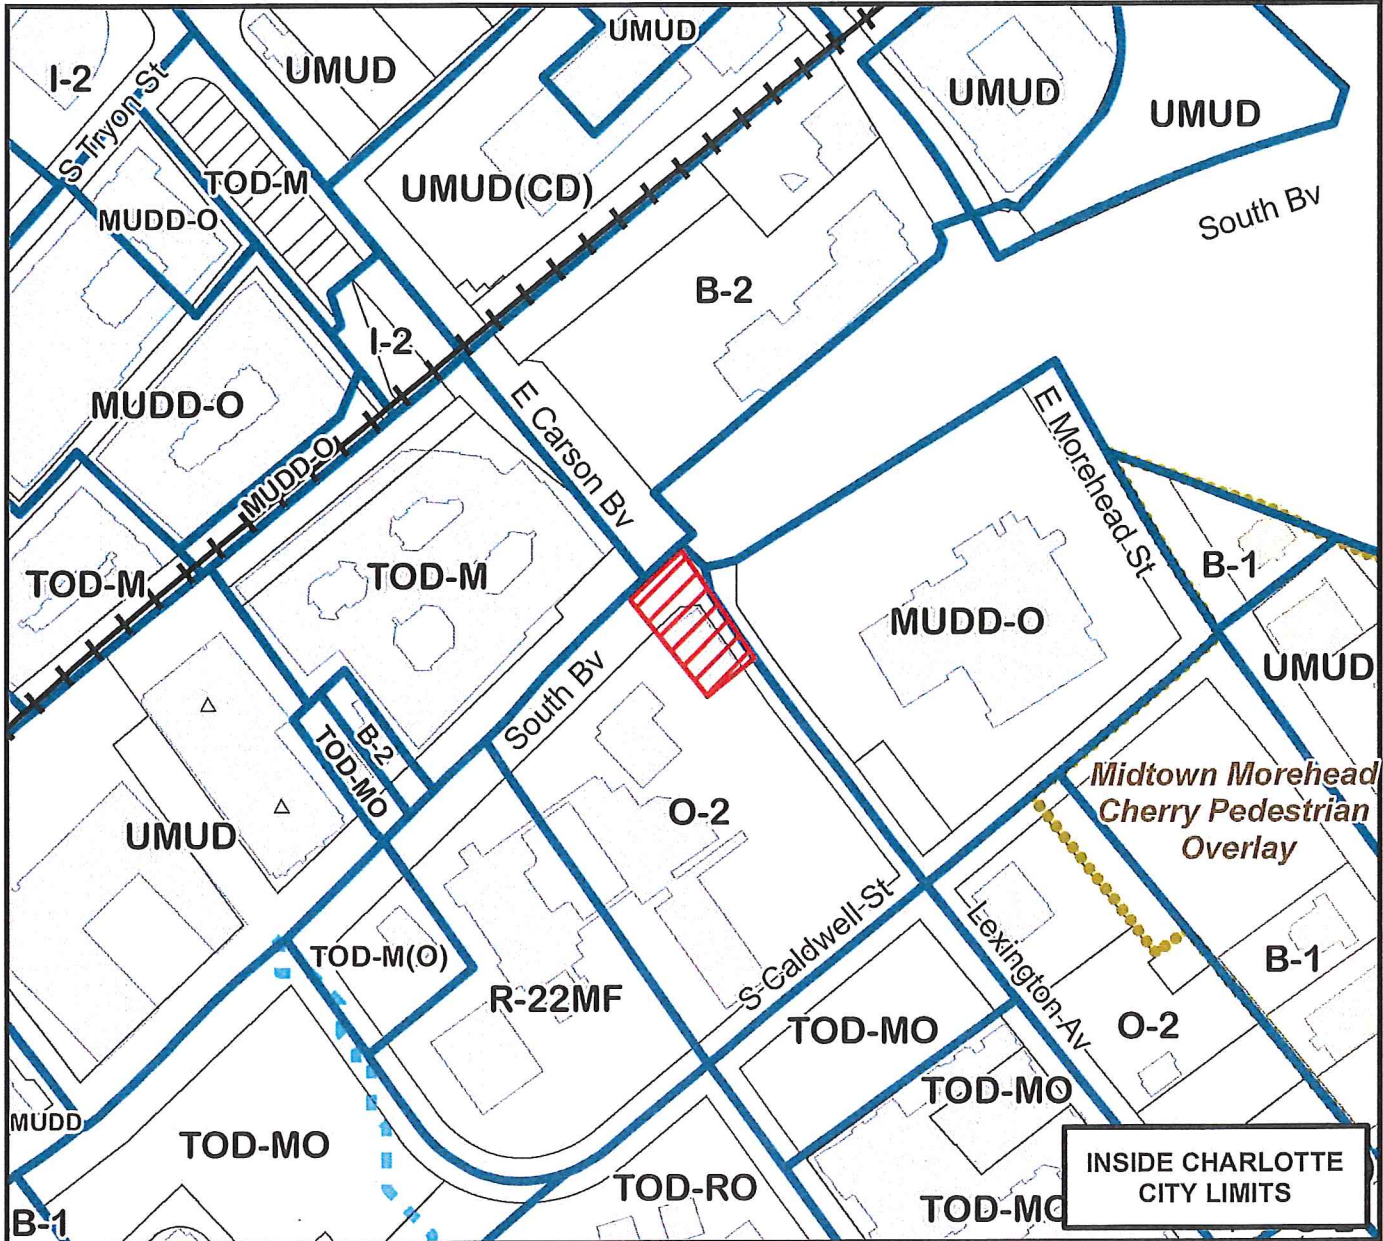 UMUD
UMUD
I-2
UMUD
UMUD
S Tryon St
TOD-M
UMUD(CD)
MUDD-O
South Bv
B-2
I-2
MUDD-O
E Carson Bv
E Morehead St
MUDD-O
TOD-M
TOD-M
B-1
MUDD-O
UMUD
South Bv
B-2
TOD-MO
Midtown Morehead
Cherry Pedestrian
Overlay
O-2
UMUD
S Caldwell St
Lexington Av
TOD-M(O)
B-1
R-22MF
TOD-MO
O-2
TOD-MO
MUDD
TOD-MO
INSIDE CHARLOTTE
CITY LIMITS
TOD-RO
B-1